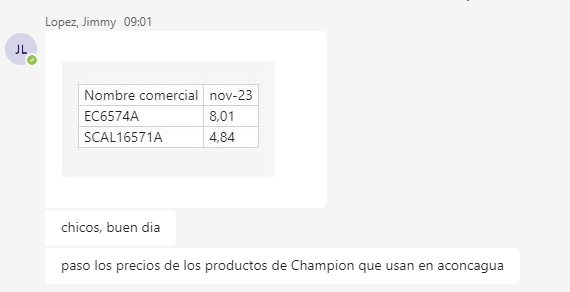 Lopez, Jimmy 09:01
JL
Nombre comercial nov-23
EC6574A 8,01
SCAL16571A 4,84
chicos, buen dia
paso los precios de los productos de Champion que usan en aconcagua